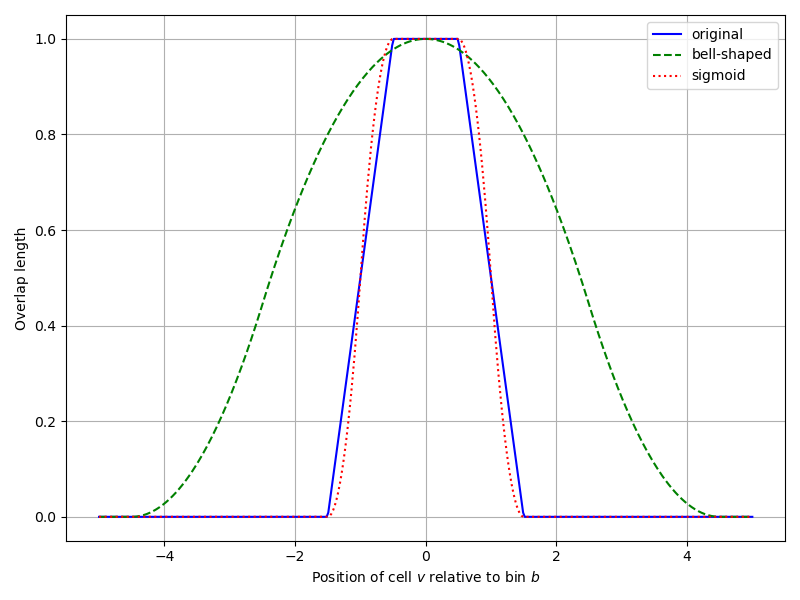 original
bell-shaped
sigmoid
1.0
0.8
0.6
0.4
0.2
0.0
Overlap length
−4
−2
0
2
4
Position of cell v relative to bin b